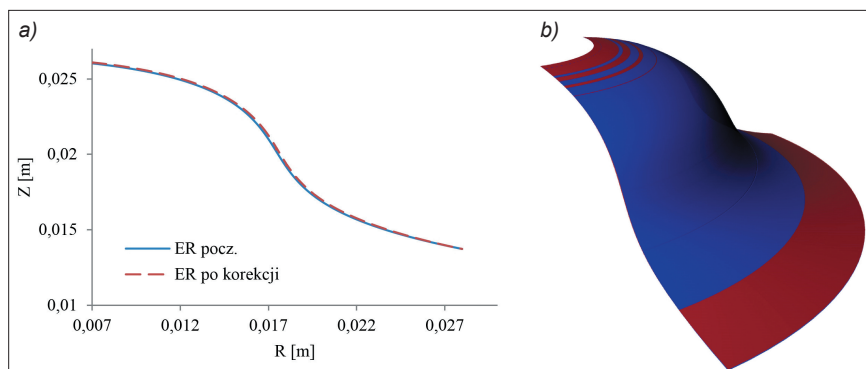 a)
b)
0,025
0,02
0,015
0,01
Z [m]
ER pocz.
ER po korekcji
0,007 0,012 0,017 0,022 0,027
R [m]